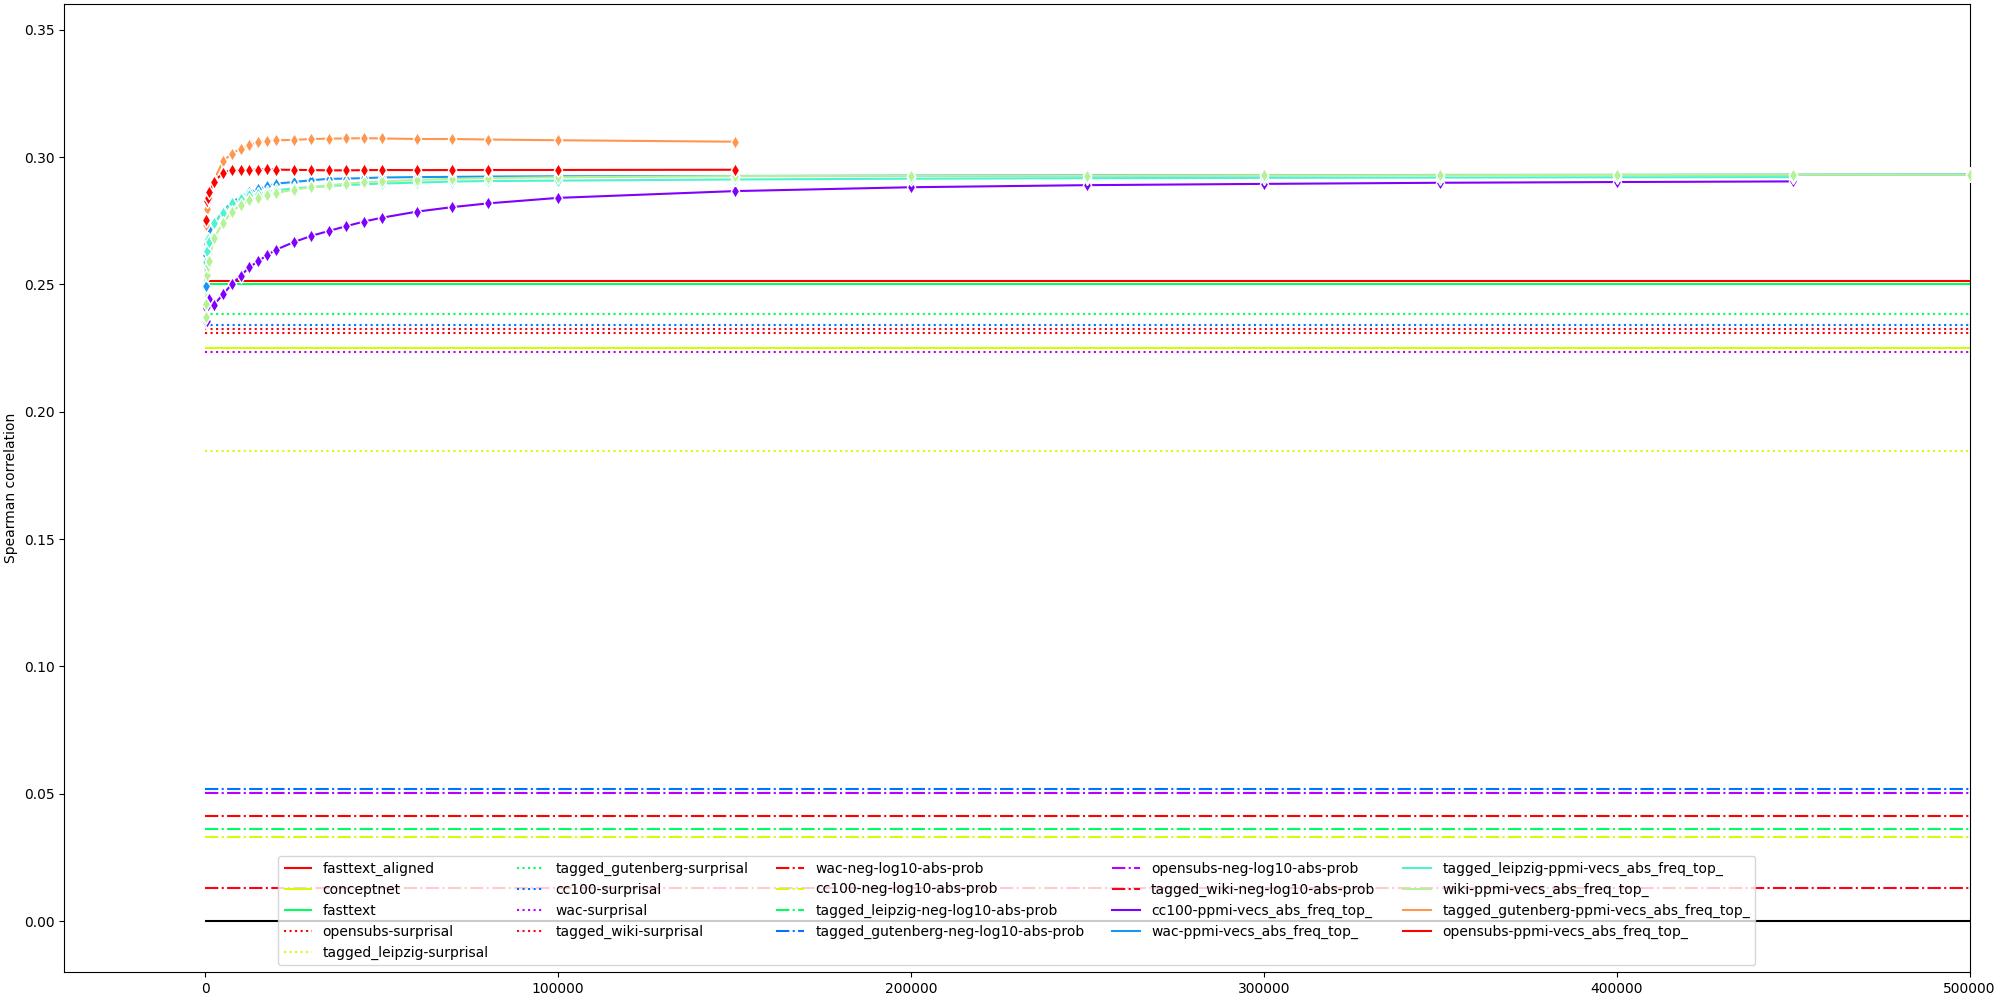 0.35
0.30
0.25
0.20
0.15
0.10
0.05
0.00
Spearman correlation
fasttext_aligned
conceptnet
fasttext
opensubs-surprisal
tagged_leipzig-surprisal
tagged_gutenberg-surprisal
cc100-surprisal
wac-surprisal
tagged_wiki-surprisal
wac-neg-log10-abs-prob
cc100-neg-log10-abs-prob
tagged_leipzig-neg-log10-abs-prob
tagged_gutenberg-neg-log10-abs-prob
opensubs-neg-log10-abs-prob
tagged_wiki-neg-log10-abs-prob
cc100-ppmi-vecs_abs_freq_top_
wac-ppmi-vecs_abs_freq_top_
tagged_leipzig-ppmi-vecs_abs_freq_top_
wiki-ppmi-vecs_abs_freq_top_
tagged_gutenberg-ppmi-vecs_abs_freq_top_
opensubs-ppmi-vecs_abs_freq_top_
0 100000 200000 300000 400000 500000